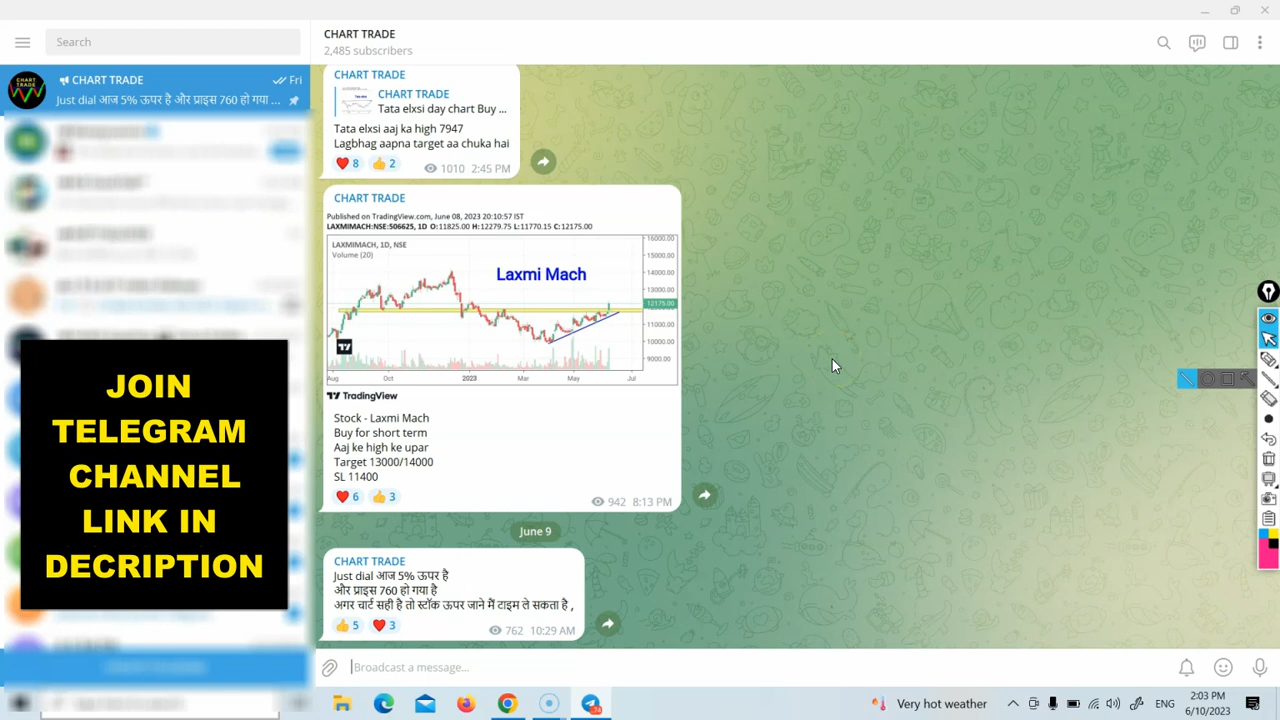 Search
CHART TRADE
2,485 subscribers
CHART TRADE
Fri
Just dial आज 5% ऊपर है और प्राइस 760 हो गया ...
JOIN
TELEGRAM
CHANNEL
LINK IN
DECRIPTION
CHART TRADE
CHART TRADE
Tata elxsi day chart Buy ...
Tata elxsi aaj ka high 7947
Lagbhag aapna target aa chuka hai
8 2 1010 2:45 PM
CHART TRADE
Published on TradingView.com, June 08, 2023 20:10:57 IST
LAXMIMACH:NSE:506625, 1D O:11825.00 H:12279.75 L:11770.15 C:12175.00
LAXMIMACH, 1D, NSE
Volume (20)
Laxmi Mach
16000.00
15000.00
14000.00
13000.00
12175.00
11000.00
10000.00
9000.00
Aug Oct 2023 Mar May Jul
TradingView
Stock - Laxmi Mach
Buy for short term
Aaj ke high ke upar
Target 13000/14000
SL 11400
6 3 942 8:13 PM
June 9
CHART TRADE
Just dial आज 5% ऊपर है
और प्राइस 760 हो गया है
अगर चार्ट सही है तो स्टॉक ऊपर जाने मैं टाइम ले सकता है ,
5 3 762 10:29 AM
Broadcast a message...
Very hot weather
ENG
2:03 PM
6/10/2023